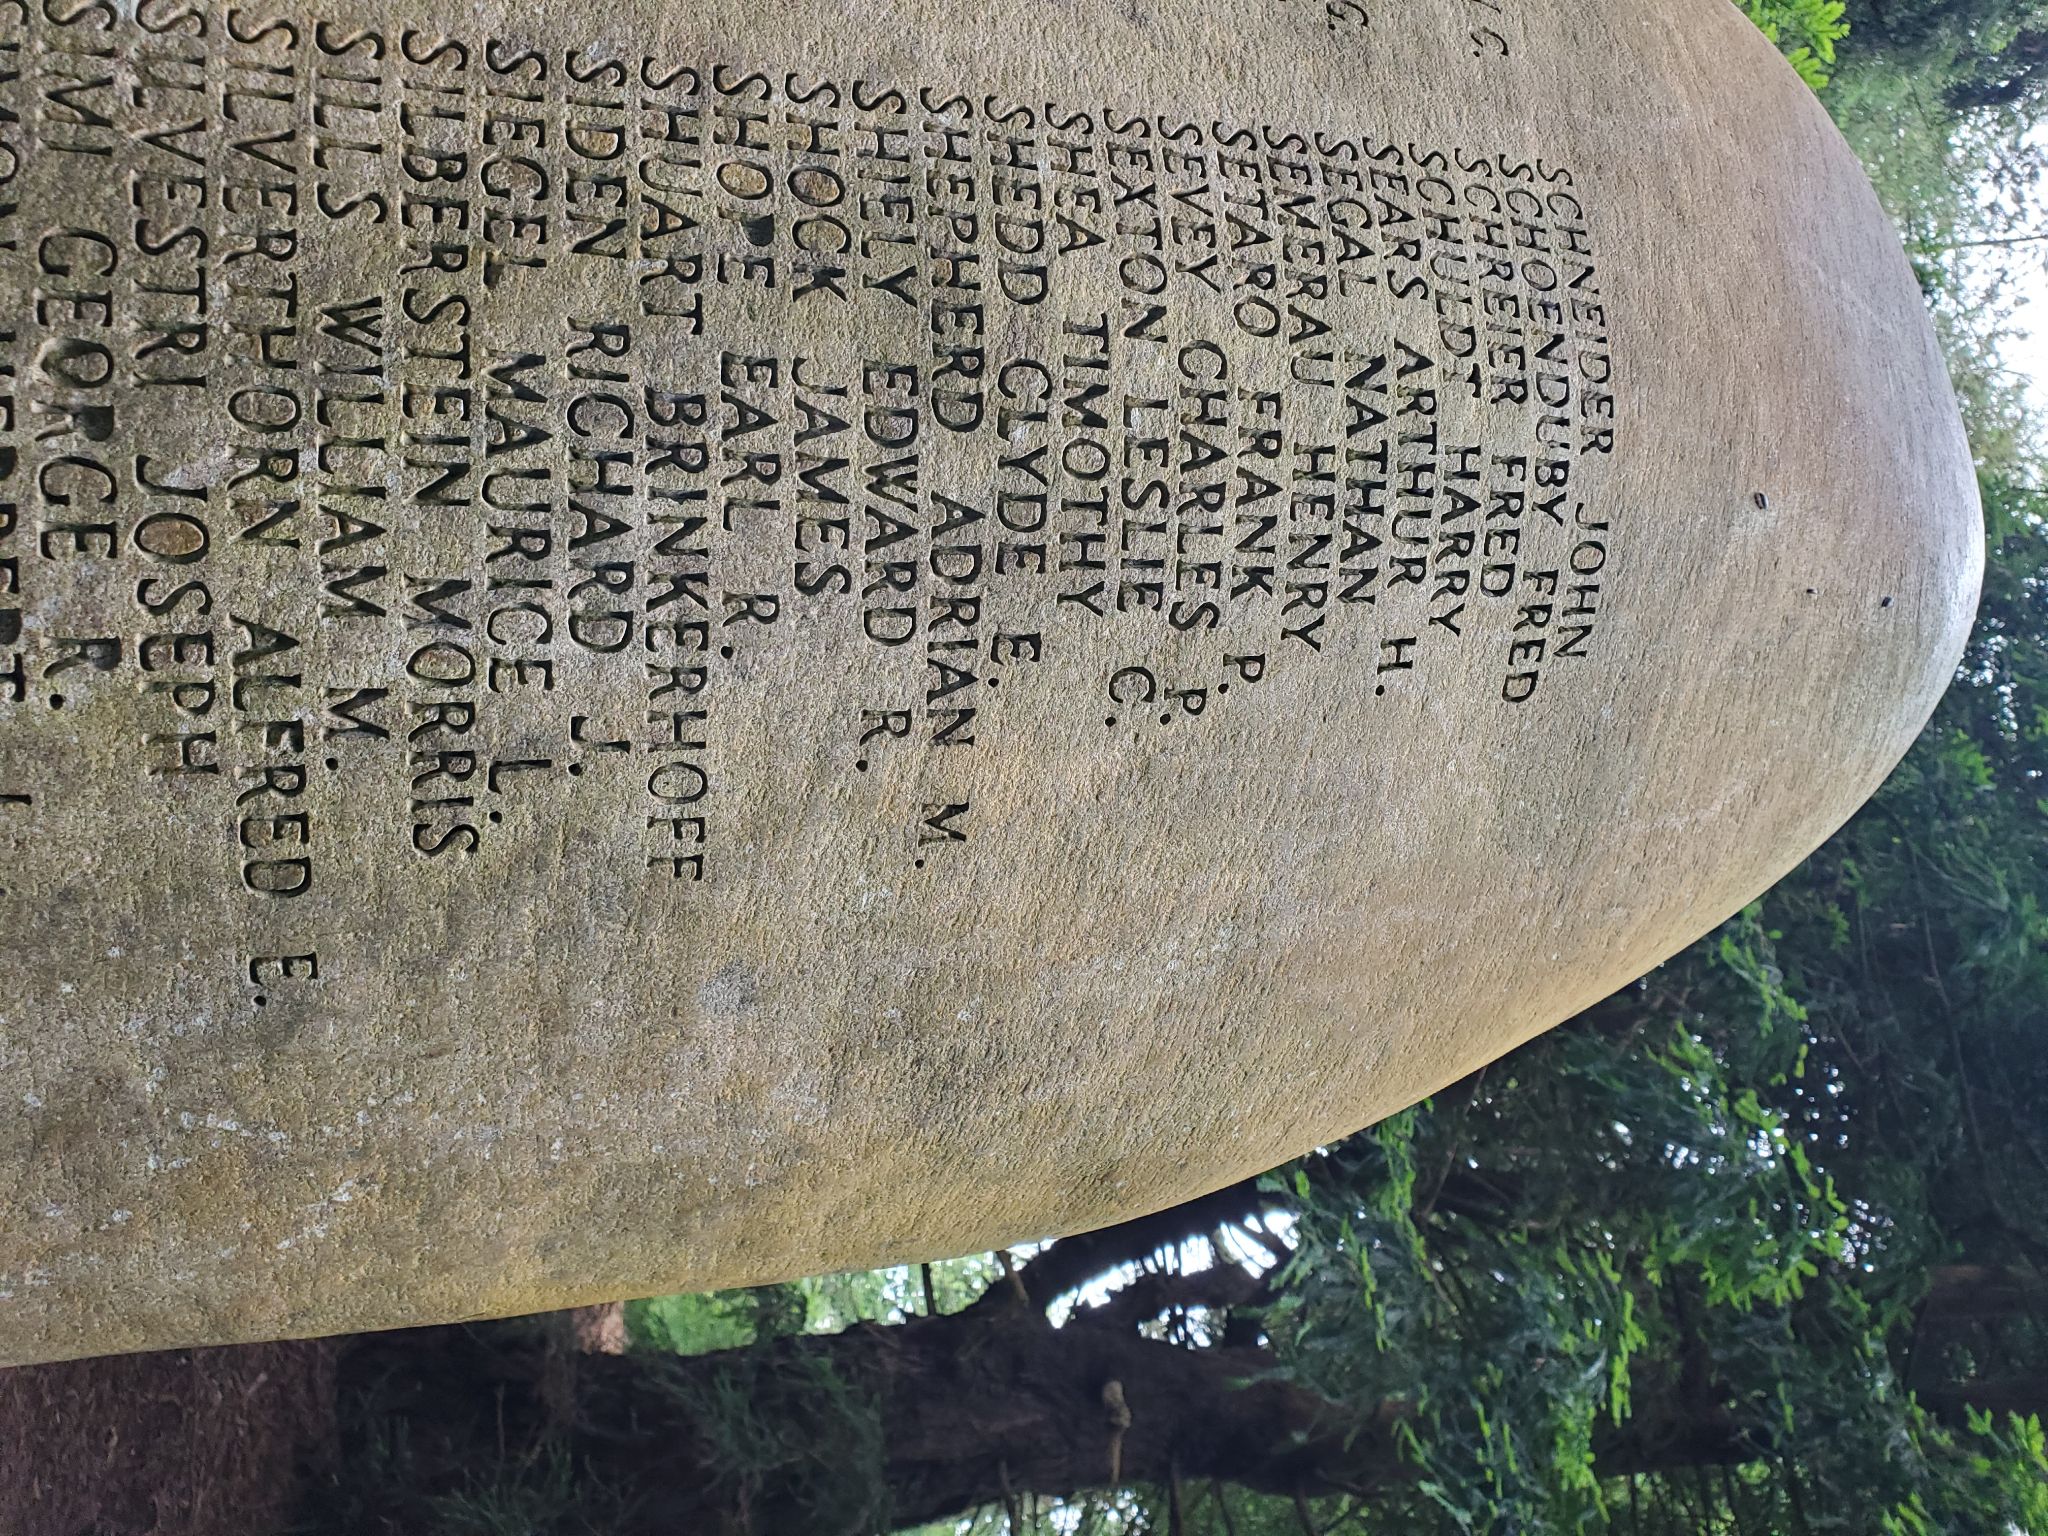 G.
G.
SCHNEIDER JOHN
SCHOENDUBY FRED
SCHREIER FRED
SCHULDT HARRY
SEARS ARTHUR H.
SEGAL NATHAN
SEMERAU HENRY
SETARO FRANK P.
SEVEY CHARLES P.
SEXTON LESLIE C.
SHEA TIMOTHY
SHEDD CLYDE E.
SHEPHERD ADRIAN M.
SHIELY EDWARD R.
SHOCK JAMES
SHOPE EARL R.
SHUART BRINKERHOFF
SIDEN RICHARD J.
SIEGEL MAURICE L.
SILBERSTEIN MORRIS
SILLS WILLIAM M.
SILVERTHORN ALFRED E.
SILVESTRI JOSEPH
SIM GEORGE R.